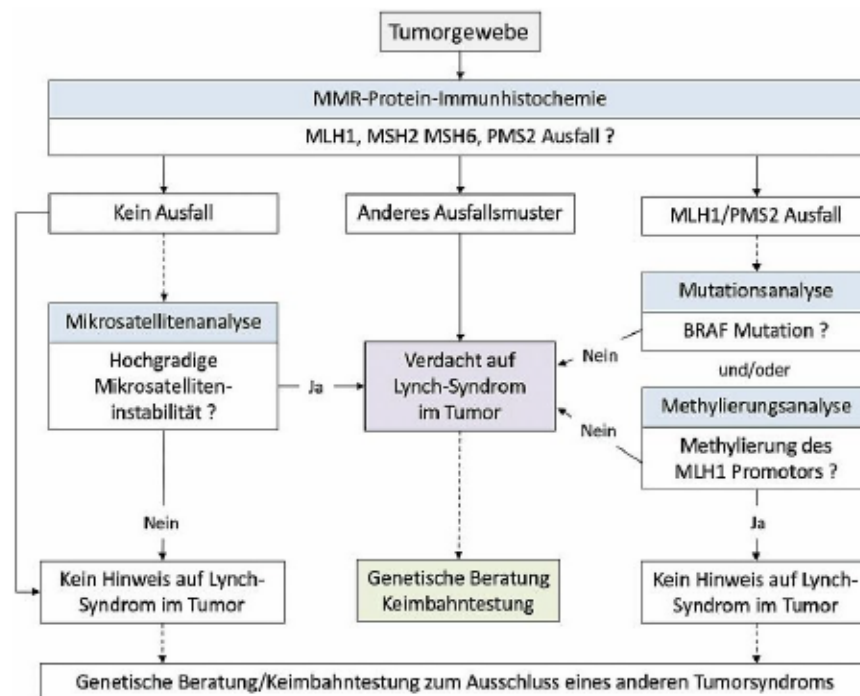 Tumorgewebe
MMR-Protein-Immunhistochemie
MLH1, MSH2 MSH6, PMS2 Ausfall ?
Kein Ausfall
Anderes Ausfallsmuster
MLH1/PMS2 Ausfall
Mikrosatellitenanalyse
Hochgradige
Mikrosatelliten-
instabilität ?
Ja
Verdacht auf
Lynch-Syndrom
im Tumor
Nein
Nein
Mutationsanalyse
BRAF Mutation ?
und/oder
Methylierungsanalyse
Methylierung des
MLH1 Promotors ?
Nein
Ja
Kein Hinweis auf Lynch-
Syndrom im Tumor
Genetische Beratung
Keimbahntestung
Kein Hinweis auf Lynch-
Syndrom im Tumor
Genetische Beratung/Keimbahntestung zum Ausschluss eines anderen Tumorsyndroms